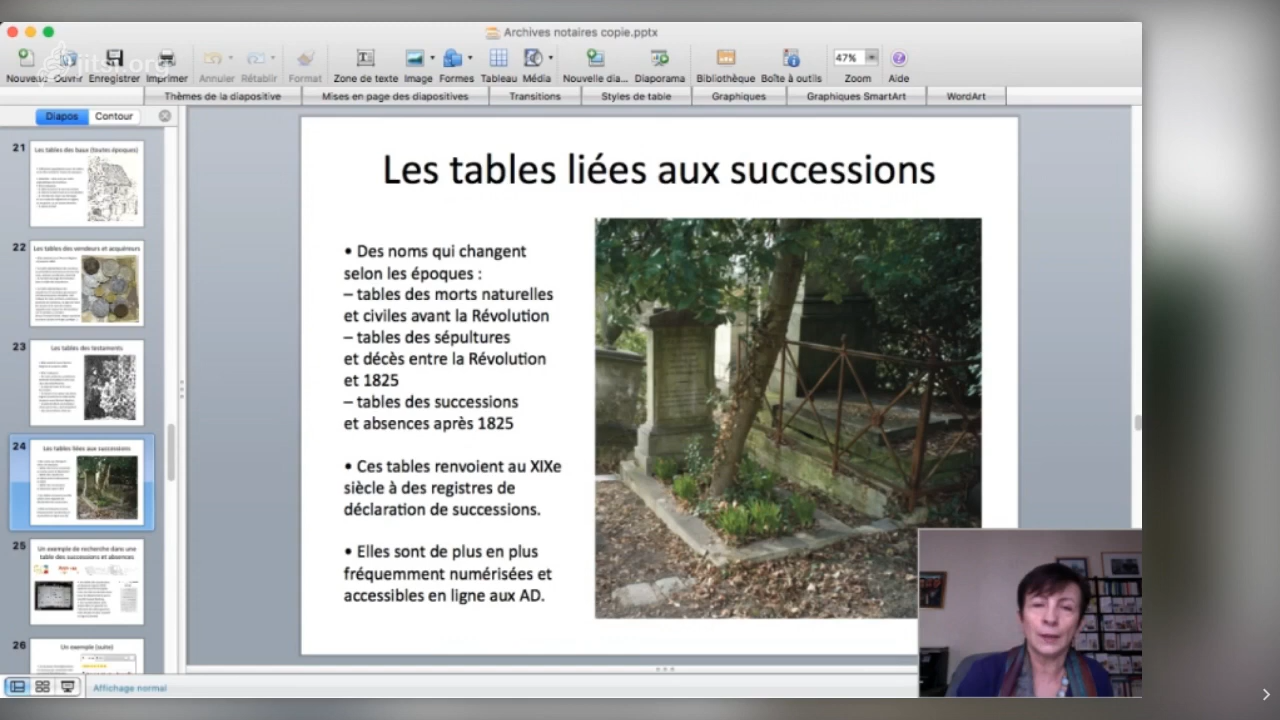 Archives notaires copie.pptx
jitsi.org
Nouveau Ouvrir Enregistrer Imprimer Annuler Rétablir Format Zone de texte Image Formes Tableau Média Nouvelle dia... Diaporama Bibliothèque Boîte à outils 47% Zoom Aide
Thèmes de la diapositive Mises en page des diapositives Transitions Styles de table Graphiques Graphiques SmartArt WordArt
Diapos Contour
21 Les tables des baux (toutes époques)
22 Les tables des vendeurs et acquéreurs
23 Les tables des testaments
24 Les tables liées aux successions
25 Un exemple de recherche dans une
table des successions et absences
26 Un exemple (suite)
Les tables liées aux successions
• Des noms qui changent
selon les époques :
– tables des morts naturelles
et civiles avant la Révolution
– tables des sépultures
et décès entre la Révolution
et 1825
– tables des successions
et absences après 1825
• Ces tables renvoient au XIXe
siècle à des registres de
déclaration de successions.
• Elles sont de plus en plus
fréquemment numérisées et
accessibles en ligne aux AD.
Affichage normal